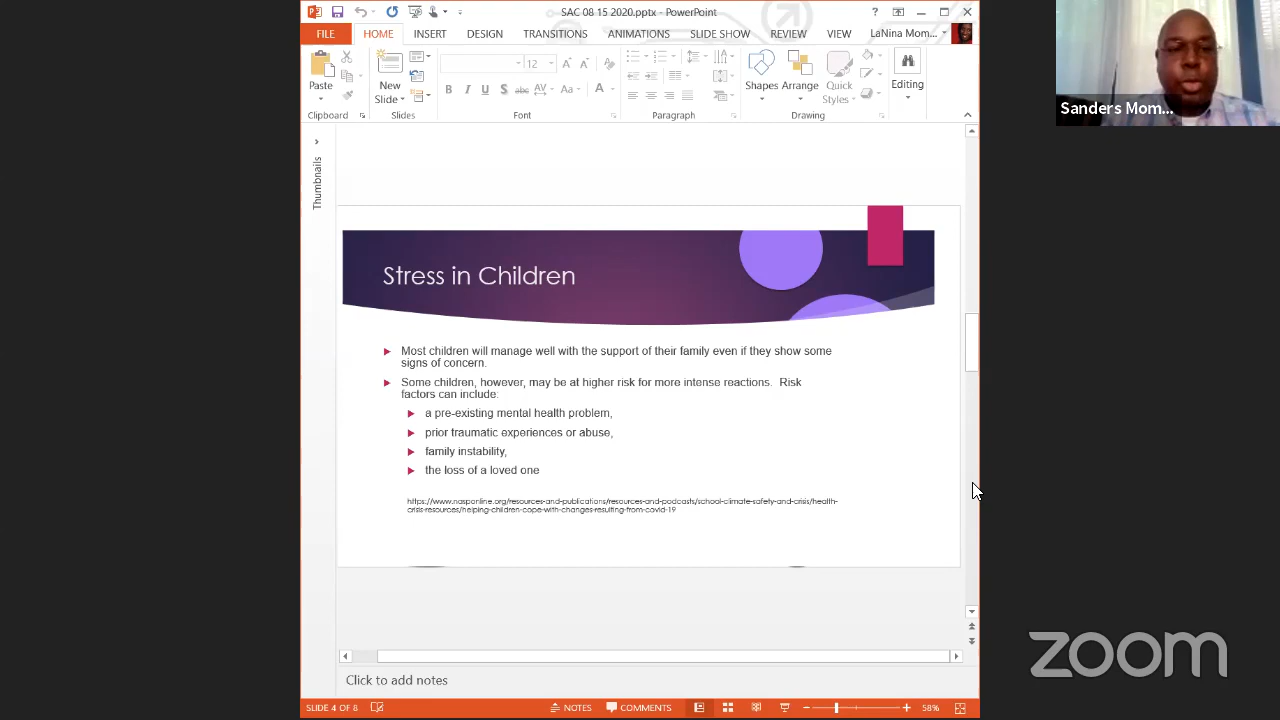 SAC 08 15 2020.pptx - PowerPoint
?
FILE HOME INSERT DESIGN TRANSITIONS ANIMATIONS SLIDE SHOW REVIEW VIEW LaNina Mom...
12
Paste
New Slide
B I U S abc AV Aa A
Shapes Arrange Quick Styles
Editing
Clipboard Slides Font Paragraph Drawing
Thumbnails
Sanders Mom...
Stress in Children
Most children will manage well with the support of their family even if they show some
signs of concern.
Some children, however, may be at higher risk for more intense reactions. Risk
factors can include:
a pre-existing mental health problem,
prior traumatic experiences or abuse,
family instability,
the loss of a loved one
https://www.nasponline.org/resources-and-publications/resources-and-podcasts/school-climate-safety-and-crisis/health-
crisis-resources/helping-children-cope-with-changes-resulting-from-covid-19
zoom
Click to add notes
SLIDE 4 OF 8 NOTES COMMENTS 58%